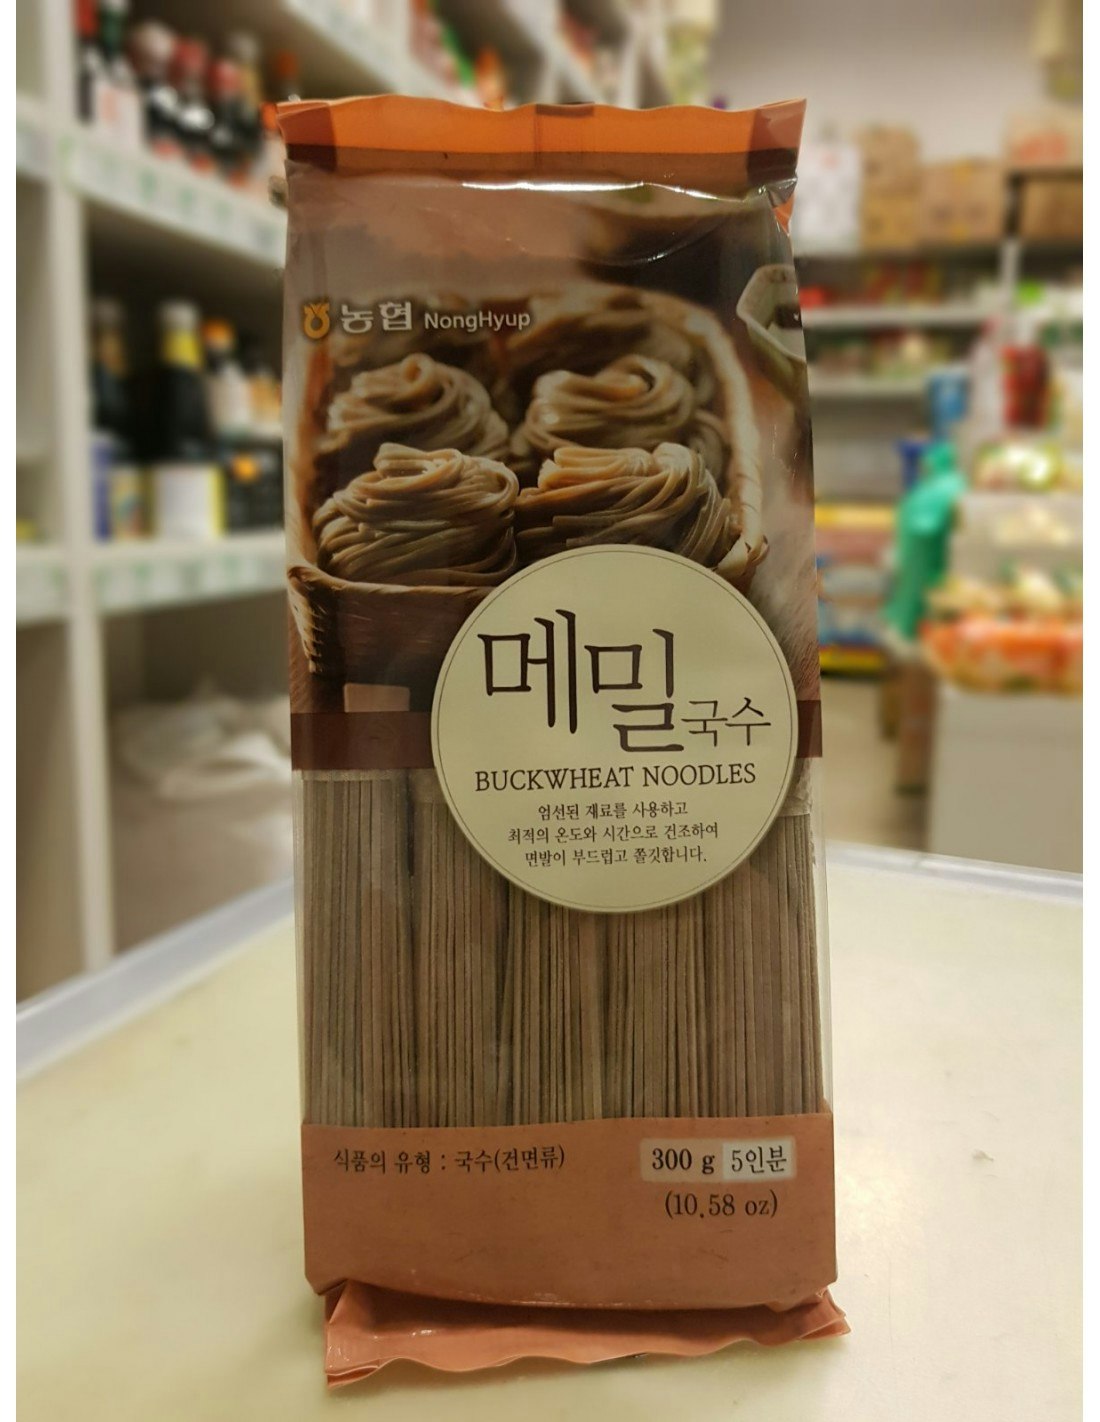 농협 NongHyup
메밀국수
BUCKWHEAT NOODLES
엄선된 재료를 사용하고
최적의 온도와 시간으로 건조하여
면발이 부드럽고 쫄깃합니다.
식품의 유형 : 국수(건면류)
300 g 5인분
(10.58 oz)